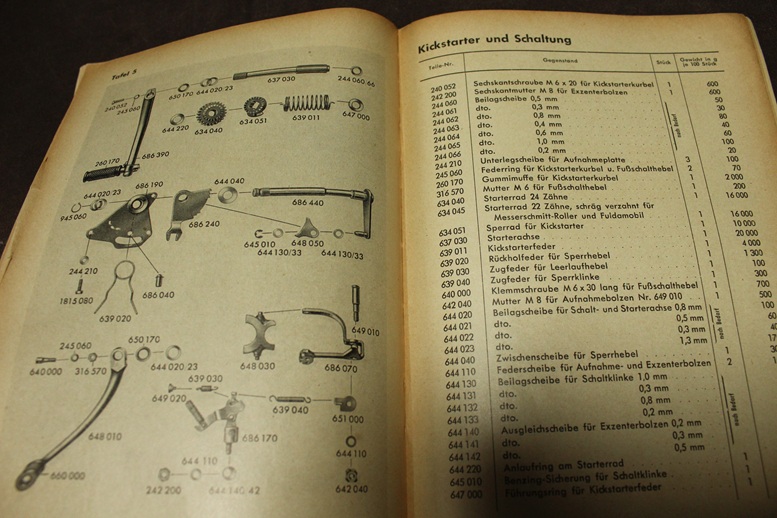 Tafel 5
637 030
244 060.66
240 052
245 060
630 170
644 020/23
644 220
634 040
634 051
639 011
647 000
260 170
686 390
644 020/23
686 190
644 040
945 060
686 240
686 440
645 010
648 050
644 040
644 130/33
644 130/33
244 210
1815 080
686 040
639 020
649 010
245 060
650 170
640 000
316 570
644 020/23
648 030
686 070
639 030
649 020
639 040
651 000
648 010
686 170
644 110
644 110
660 000
242 200
644 140/42
642 040
Kickstarter und Schaltung
Teile-Nr. Gegenstand Stück Gewicht in g je 100 Stück
240 052 Sechskantschraube M 6 x 20 für Kickstarterkurbel 1 600
242 200 Sechskantmutter M 8 für Exzenterbolzen 1 600
244 060 Beilagscheibe 0,5 mm 50
244 061 dto. 0,3 mm 30
244 062 dto. 0,8 mm 80
244 063 dto. 0,4 mm 40
244 064 dto. 0,6 mm 60
244 065 dto. 1,0 mm 100
244 066 dto. 0,2 mm 20
nach Bedarf
244 210 Unterlegscheibe für Aufnahmeplatte 3 100
245 060 Federring für Kickstarterkurbel u. Fußschalthebel 2 70
260 170 Gummimuffe für Kickstarterkurbel 1 2 000
316 570 Mutter M 6 für Fußschalthebel 1 200
634 040 Starterrad 24 Zähne 1 16 000
634 045 Starterrad 22 Zähne, schräg verzahnt für
Messerschmitt-Roller und Fuldamobil 1 16 000
634 051 Sperrad für Kickstarter 1 10 000
637 030 Starterachse 1 20 000
639 011 Kickstarterfeder 1 4 000
639 020 Rückholfeder für Sperrhebel 1 1 300
639 030 Zugfeder für Leerlaufhebel 1 100
639 040 Zugfeder für Sperrklinke 1 300
640 000 Klemmschraube M 6 x 30 lang für Fußschalthebel 1 700
642 040 Mutter M 8 für Aufnahmebolzen Nr. 649 010 1 500
644 020 Beilagscheibe für Schalt- und Starterachse 0,8 mm
644 021 dto. 0,5 mm
644 022 dto. 0,3 mm
644 023 dto. 1,3 mm
nach Bedarf
644 040 Zwischenscheibe für Sperrhebel 1
644 110 Federscheibe für Aufnahme- und Exzenterbolzen 2
644 130 Beilagscheibe für Schaltklinke 1,0 mm
644 131 dto. 0,3 mm
644 132 dto. 0,8 mm
644 133 dto. 0,2 mm
644 140 Ausgleichscheibe für Exzenterbolzen 0,2 mm
644 141 dto. 0,3 mm
644 142 dto. 0,5 mm
nach Bedarf
644 220 Anlaufring am Starterrad 1
645 010 Benzing-Sicherung für Schaltklinke 1
647 000 Führungsring für Kickstarterfeder 1